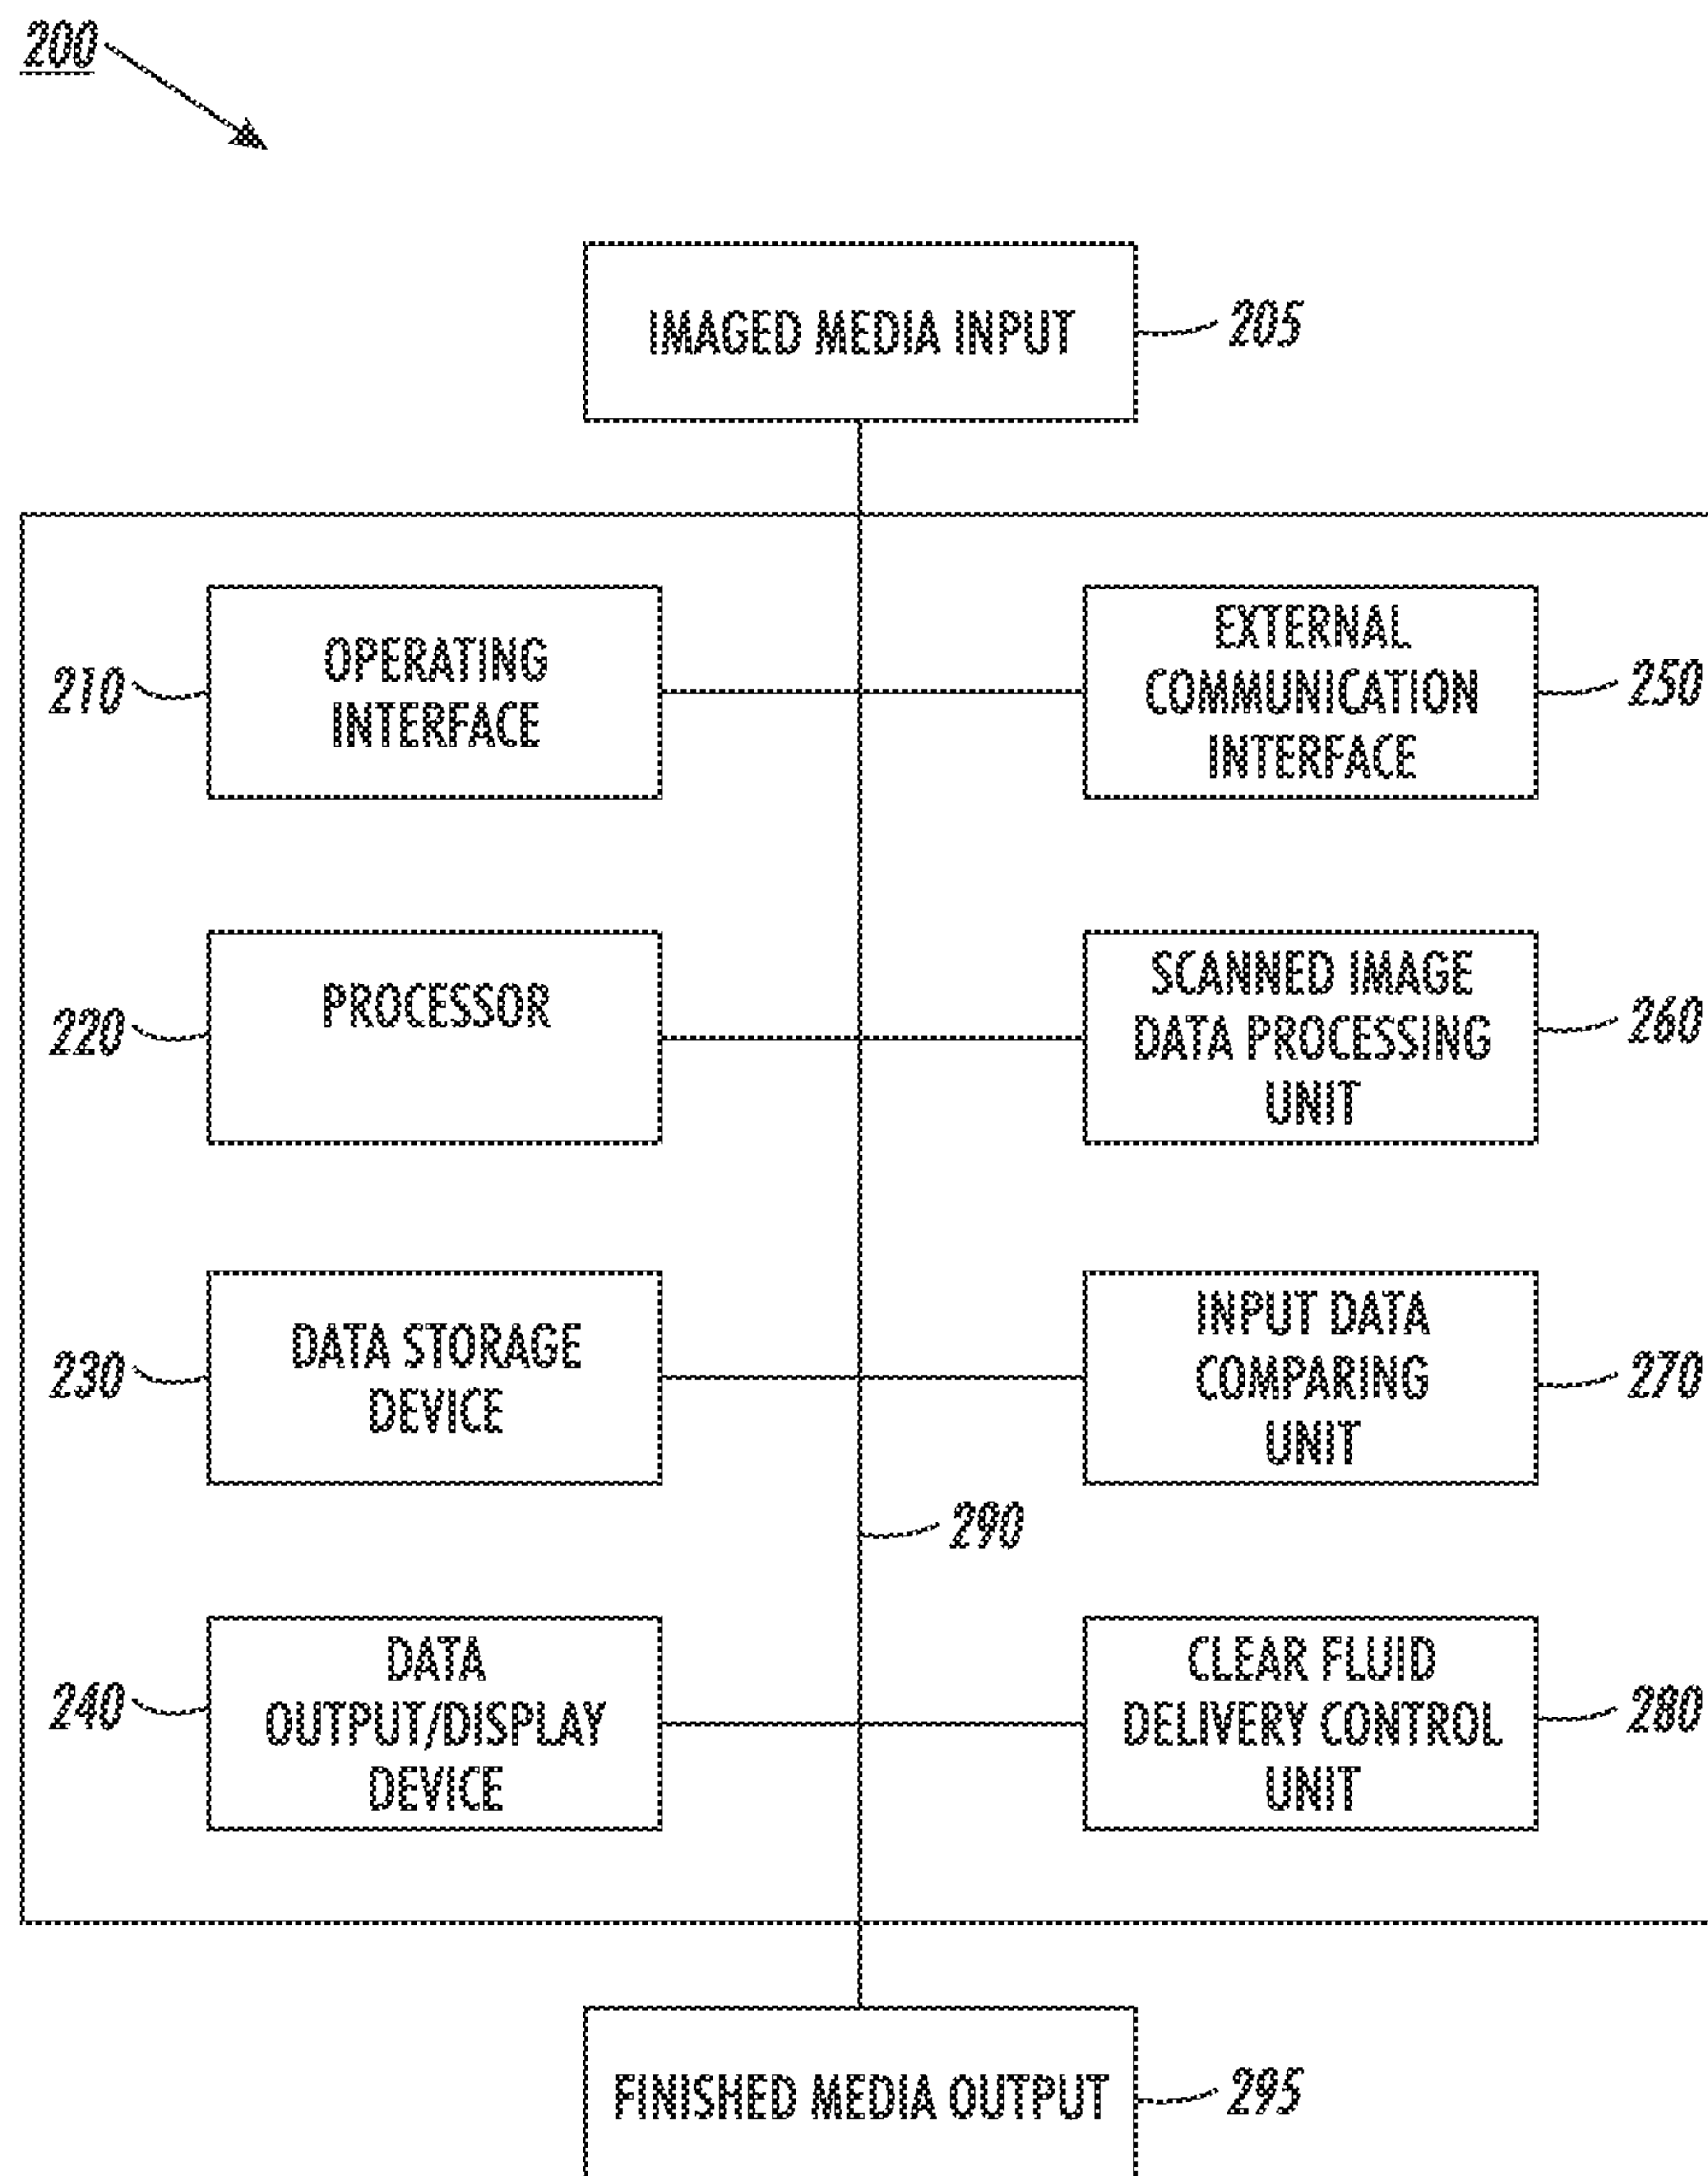 200
IMAGED MEDIA INPUT
205
OPERATING
INTERFACE
210
EXTERNAL
COMMUNICATION
INTERFACE
250
PROCESSOR
220
SCANNED IMAGE
DATA PROCESSING
UNIT
260
DATA STORAGE
DEVICE
230
INPUT DATA
COMPARING
UNIT
270
290
DATA
OUTPUT/DISPLAY
DEVICE
240
CLEAR FLUID
DELIVERY CONTROL
UNIT
280
FINISHED MEDIA OUTPUT
295